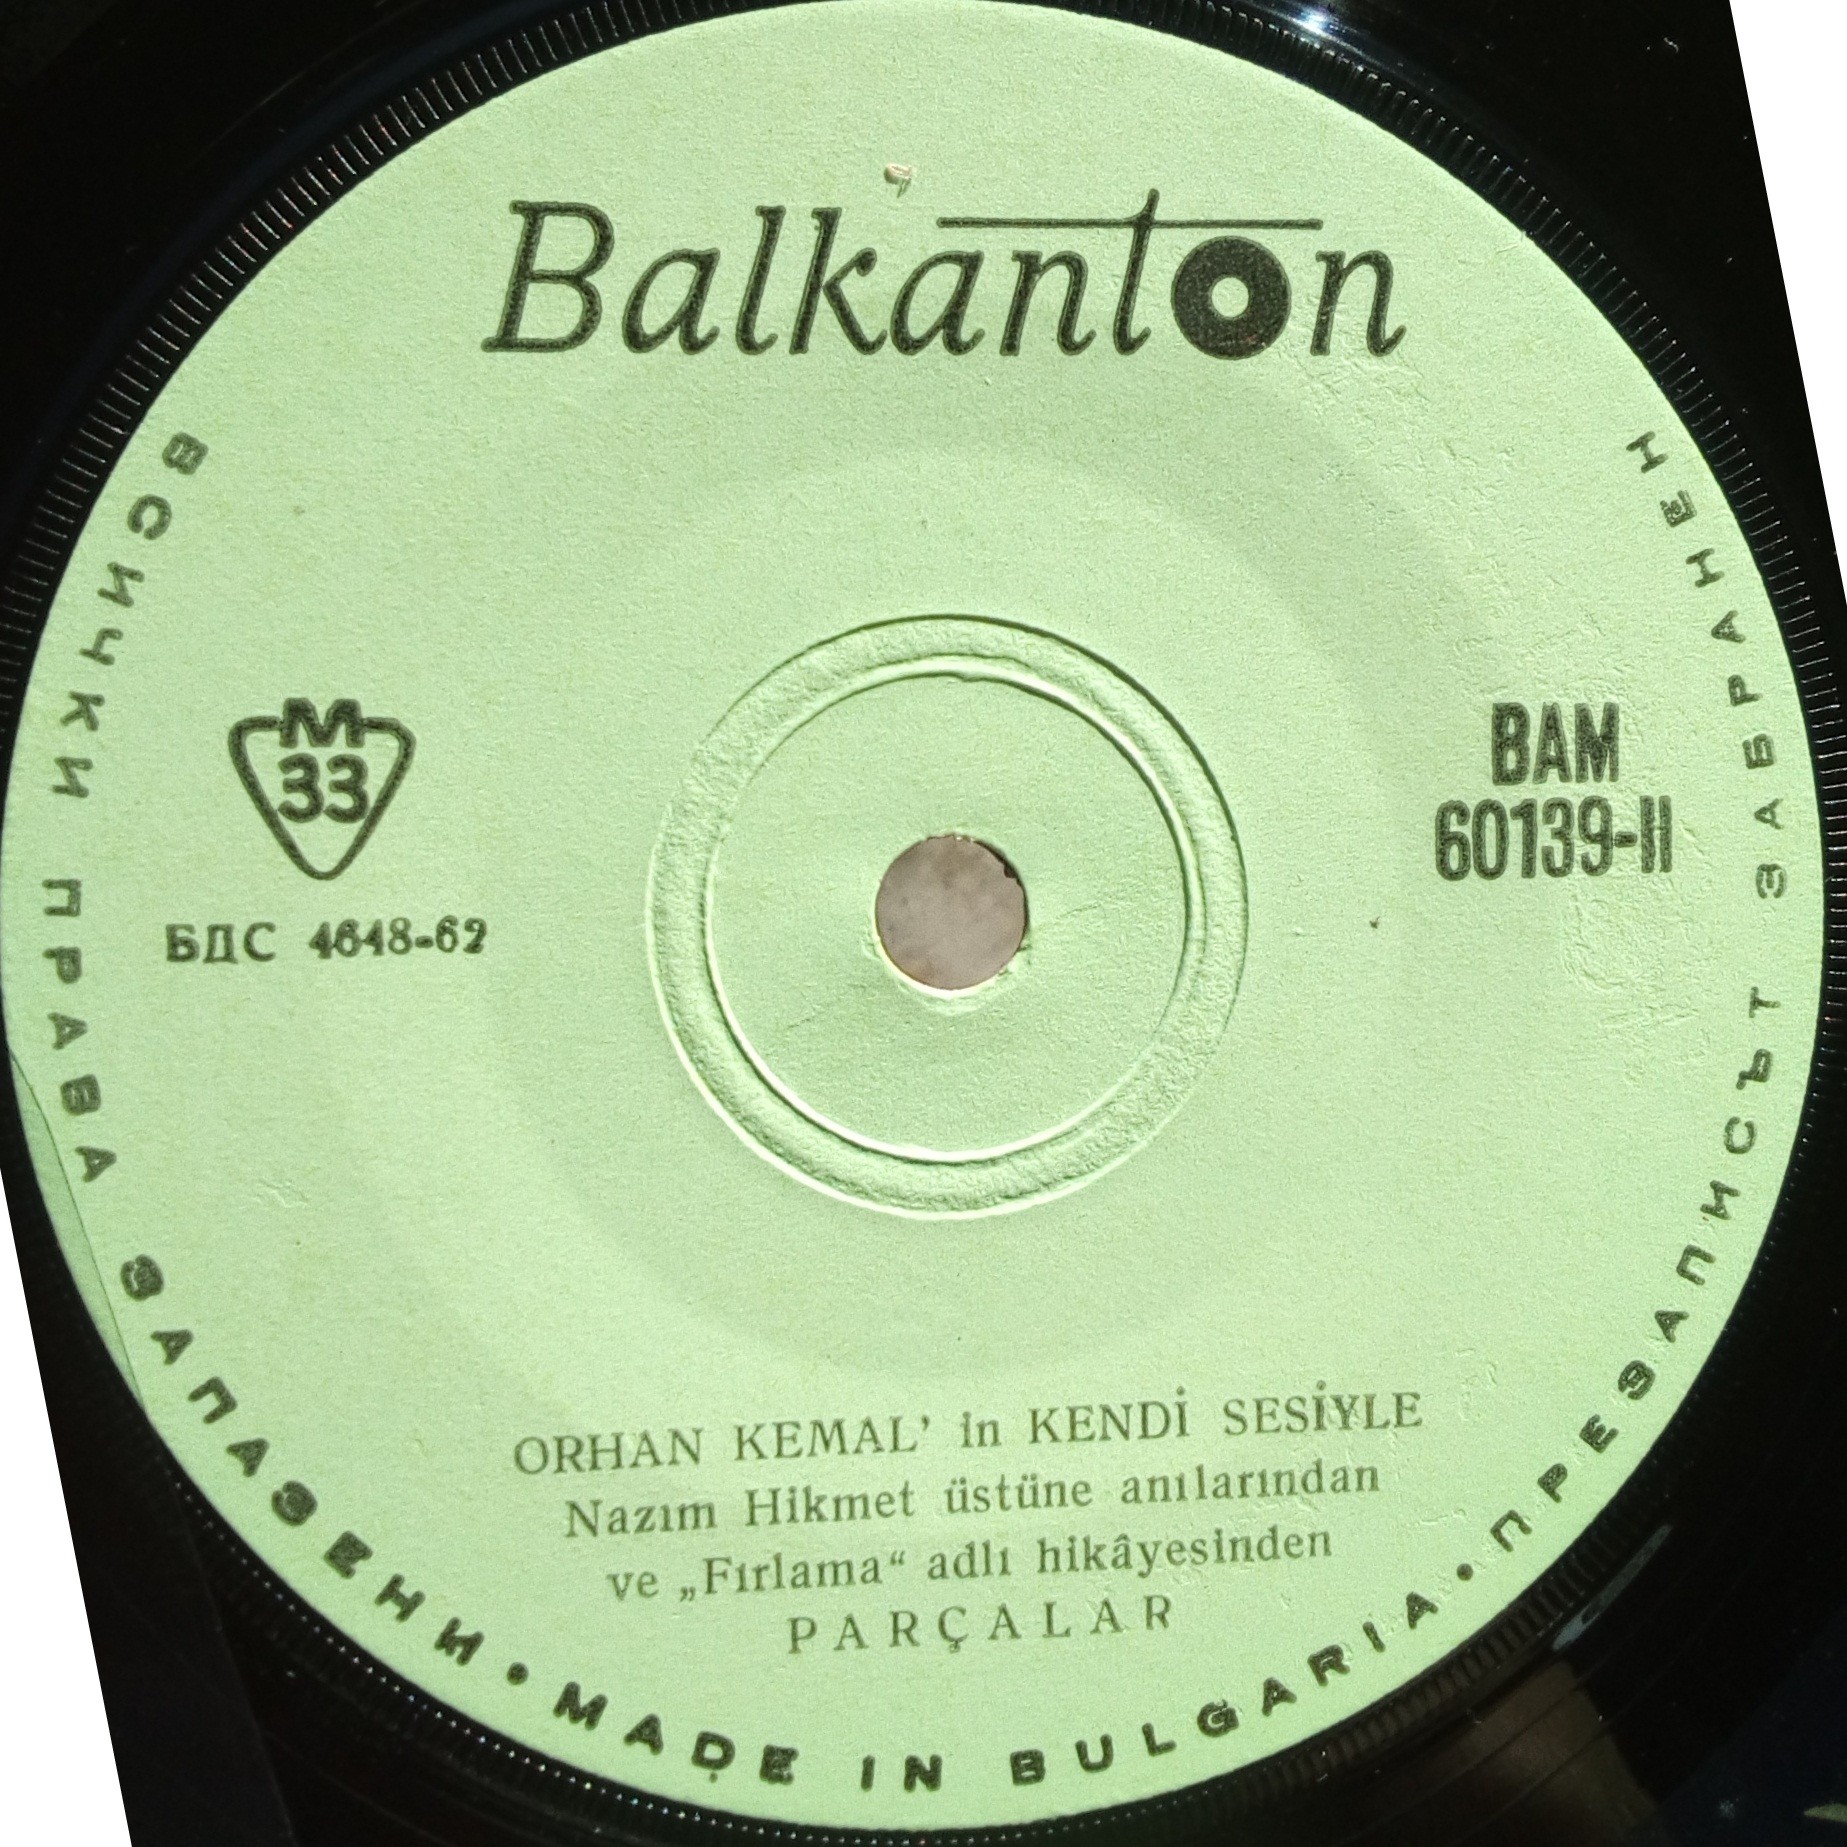 Balkanton
M
33
БДС 4648-62
BAM
60139-II
ORHAN KEMAL' in KENDİ SESİYLE
Nazım Hikmet üstüne anılarından
ve „Fırlama“ adlı hikâyesinden
PARÇALAR
ВСИЧКИ ПРАВА ЗАПАЗЕНИ • MADE IN BULGARIA • ПРЕЗАПИСЪТ ЗАБРАНЕН